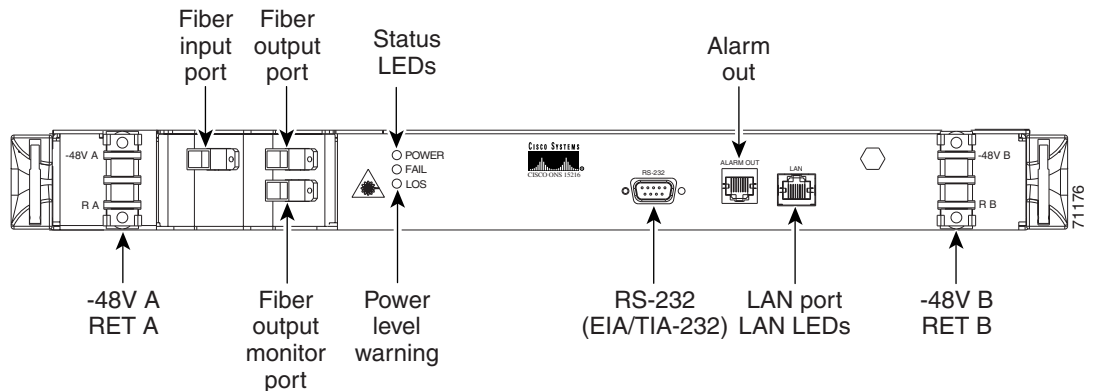 Fiber
input
port
Fiber
output
port
Status
LEDs
Alarm
out
-48V A
R A
POWER
FAIL
LOS
CISCO SYSTEMS
CISCO ONS 15216
RS-232
ALARM OUT
LAN
-48V B
R B
71176
-48V A
RET A
Fiber
output
monitor
port
Power
level
warning
RS-232
(EIA/TIA-232)
LAN port
LAN LEDs
-48V B
RET B